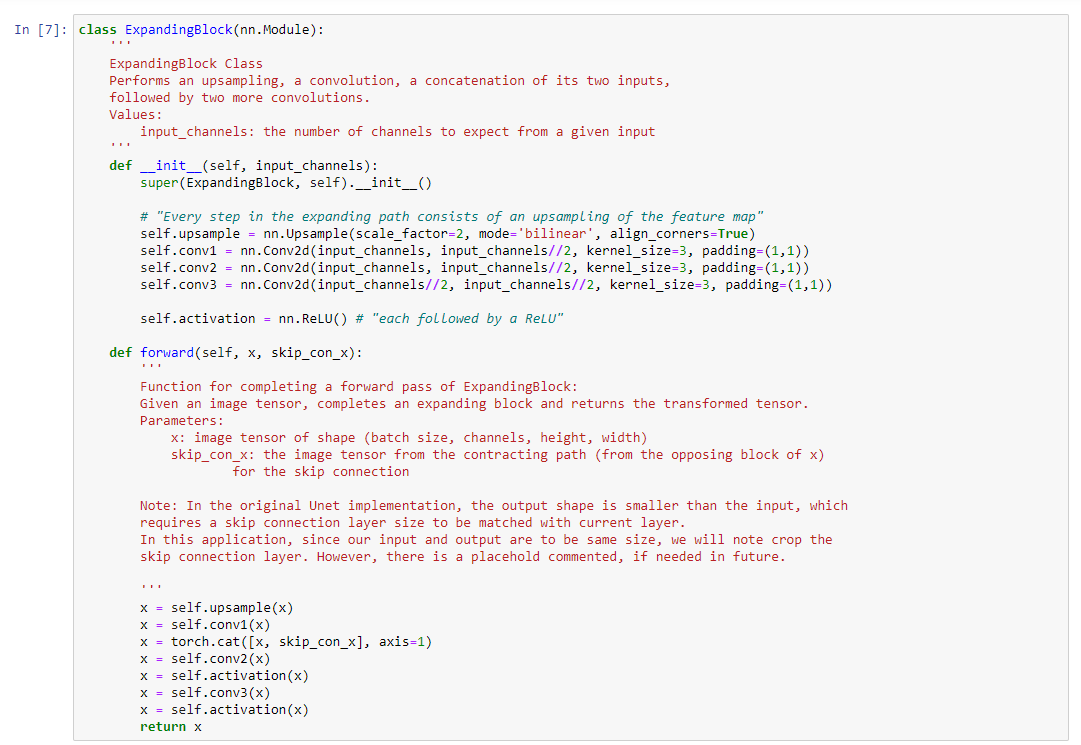 In [7]: class ExpandingBlock(nn.Module):
    '''
    ExpandingBlock Class
    Performs an upsampling, a convolution, a concatenation of its two inputs,
    followed by two more convolutions.
    Values:
        input_channels: the number of channels to expect from a given input
    '''
    def __init__(self, input_channels):
        super(ExpandingBlock, self).__init__()

        # "Every step in the expanding path consists of an upsampling of the feature map"
        self.upsample = nn.Upsample(scale_factor=2, mode='bilinear', align_corners=True)
        self.conv1 = nn.Conv2d(input_channels, input_channels//2, kernel_size=3, padding=(1,1))
        self.conv2 = nn.Conv2d(input_channels, input_channels//2, kernel_size=3, padding=(1,1))
        self.conv3 = nn.Conv2d(input_channels//2, input_channels//2, kernel_size=3, padding=(1,1))

        self.activation = nn.ReLU() # "each followed by a ReLU"

    def forward(self, x, skip_con_x):
        '''
        Function for completing a forward pass of ExpandingBlock:
        Given an image tensor, completes an expanding block and returns the transformed tensor.
        Parameters:
            x: image tensor of shape (batch size, channels, height, width)
            skip_con_x: the image tensor from the contracting path (from the opposing block of x)
                    for the skip connection

        Note: In the original Unet implementation, the output shape is smaller than the input, which
        requires a skip connection layer size to be matched with current layer.
        In this application, since our input and output are to be same size, we will note crop the
        skip connection layer. However, there is a placehold commented, if needed in future.

        '''
        x = self.upsample(x)
        x = self.conv1(x)
        x = torch.cat([x, skip_con_x], axis=1)
        x = self.conv2(x)
        x = self.activation(x)
        x = self.conv3(x)
        x = self.activation(x)
        return x